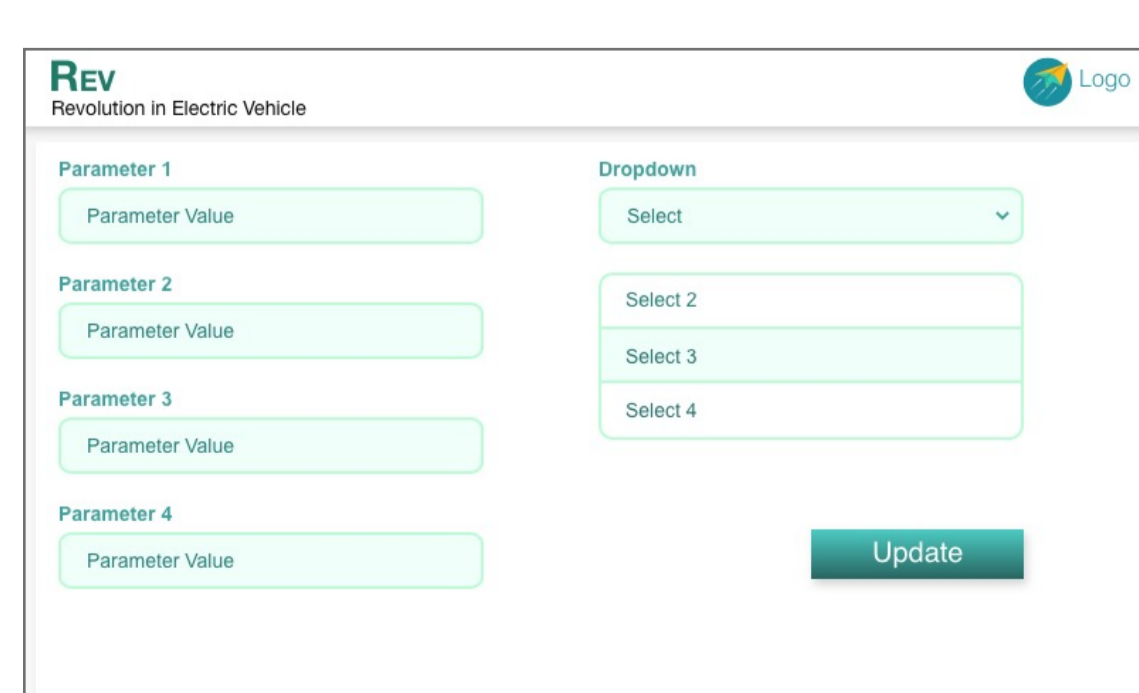 REV
Revolution in Electric Vehicle
Logo
Parameter 1
Parameter Value
Parameter 2
Parameter Value
Parameter 3
Parameter Value
Parameter 4
Parameter Value
Dropdown
Select
Select 2
Select 3
Select 4
Update